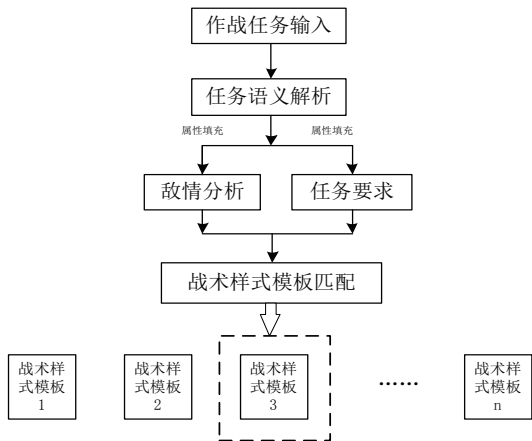 作战任务输入
任务语义解析
属性填充 属性填充
敌情分析 任务要求
战术样式模板匹配
战术样式模板1
战术样式模板2
战术样式模板3
……
战术样式模板n